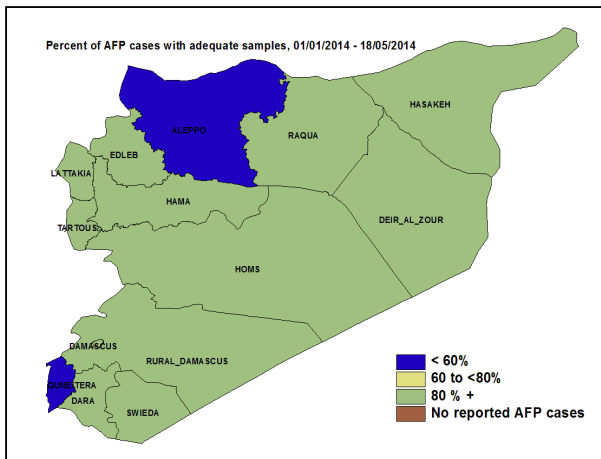 Percent of AFP cases with adequate samples, 01/01/2014 - 18/05/2014
HASAKEH
ALEPPO
RAQUA
EDLEB
LATTAKIA
HAMA
DEIR_AL_ZOUR
TARTOUS
HOMS
DAMASCUS
RURAL_DAMASCUS
QUNEITERA
DARA
SWIEDA
< 60%
60 to <80%
80 % +
No reported AFP cases